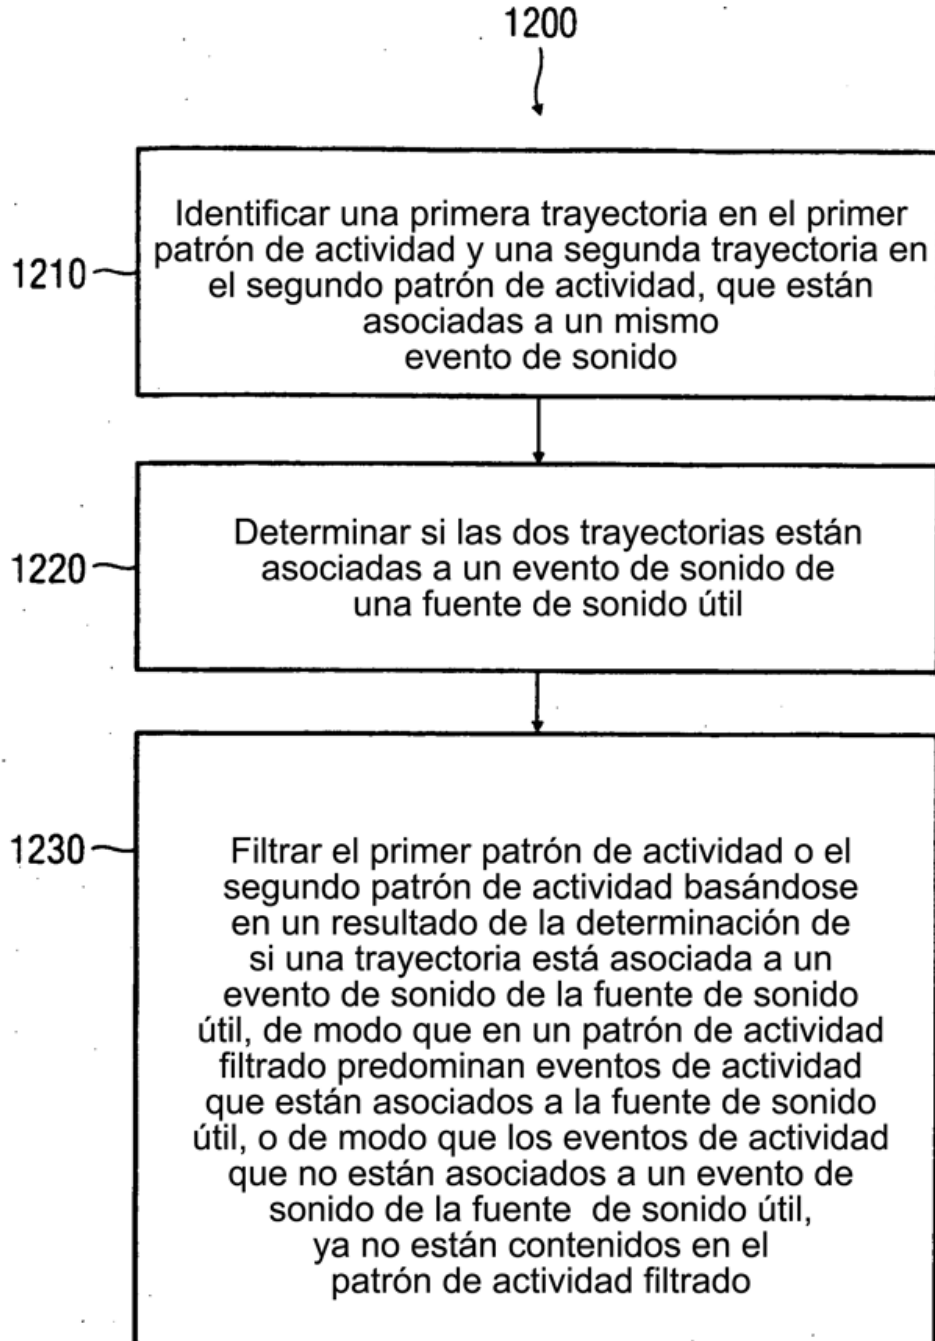 1200
Identificar una primera trayectoria en el primer
patrón de actividad y una segunda trayectoria en
1210
el segundo patrón de actividad, que están
asociadas a un mismo
evento de sonido
Determinar si las dos trayectorias están
1220
asociadas a un evento de sonido de
una fuente de sonido útil
1230
Filtrar el primer patrón de actividad o el
segundo patrón de actividad basándose
en un resultado de la determinación de
si una trayectoria está asociada a un
evento de sonido de la fuente de sonido
útil, de modo que en un patrón de actividad
filtrado predominan eventos de actividad
que están asociados a la fuente de sonido
útil, o de modo que los eventos de actividad
que no están asociados a un evento de
sonido de la fuente de sonido útil,
ya no están contenidos en el
patrón de actividad filtrado